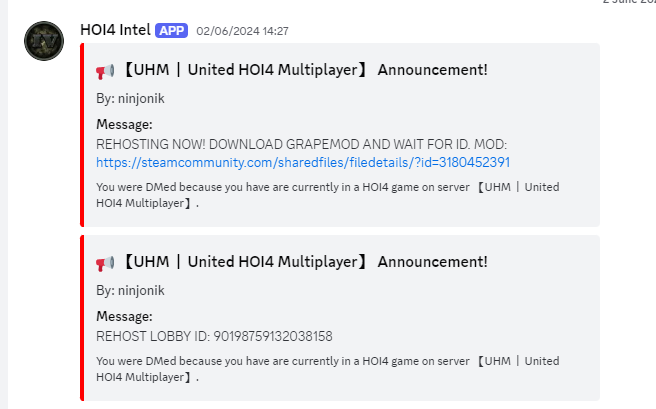 HOI4 Intel APP 02/06/2024 14:27
【UHM | United HOI4 Multiplayer】 Announcement!
By: ninjonik
Message:
REHOSTING NOW! DOWNLOAD GRAPEMOD AND WAIT FOR ID. MOD:
https://steamcommunity.com/sharedfiles/filedetails/?id=3180452391
You were DMed because you have are currently in a HOI4 game on server 【UHM | United
HOI4 Multiplayer】.
【UHM | United HOI4 Multiplayer】 Announcement!
By: ninjonik
Message:
REHOST LOBBY ID: 90198759132038158
You were DMed because you have are currently in a HOI4 game on server 【UHM | United
HOI4 Multiplayer】.